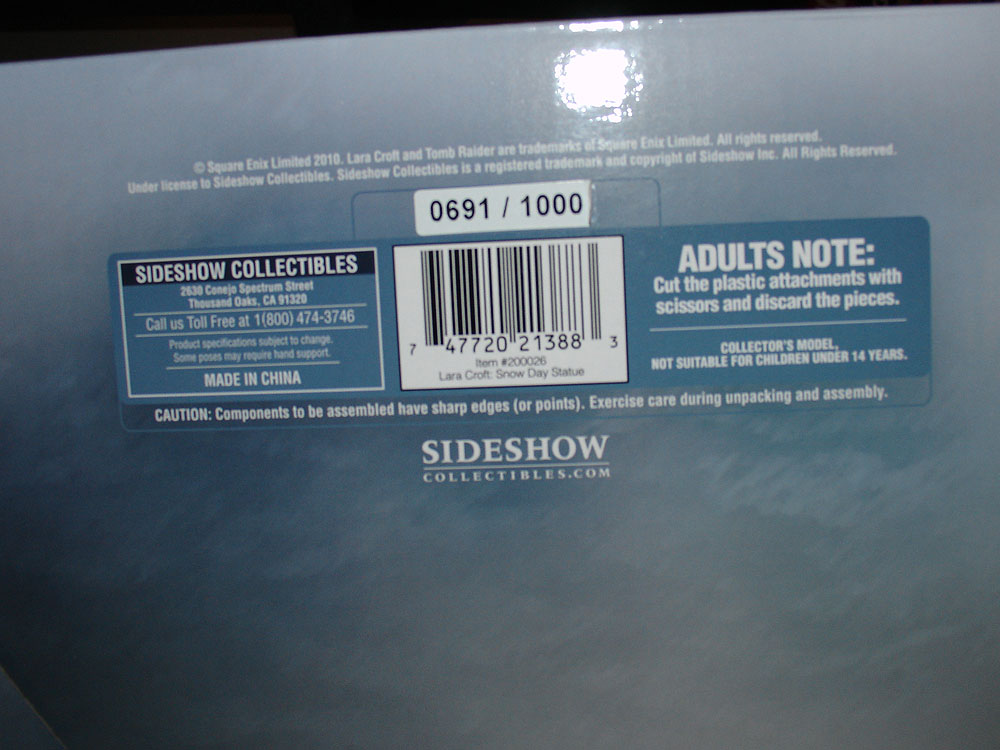 © Square Enix Limited 2010. Lara Croft and Tomb Raider are trademarks of Square Enix Limited. All rights reserved.
Under license to Sideshow Collectibles. Sideshow Collectibles is a registered trademark and copyright of Sideshow Inc. All Rights Reserved.
0691 / 1000
SIDESHOW COLLECTIBLES
2630 Conejo Spectrum Street
Thousand Oaks, CA 91320
Call us Toll Free at 1(800) 474-3746
Product specifications subject to change.
Some poses may require hand support.
MADE IN CHINA
7 47720 21388 3
Item #200026
Lara Croft: Snow Day Statue
ADULTS NOTE:
Cut the plastic attachments with
scissors and discard the pieces.
COLLECTOR'S MODEL,
NOT SUITABLE FOR CHILDREN UNDER 14 YEARS.
CAUTION: Components to be assembled have sharp edges (or points). Exercise care during unpacking and assembly.
SIDESHOW
COLLECTIBLES.COM